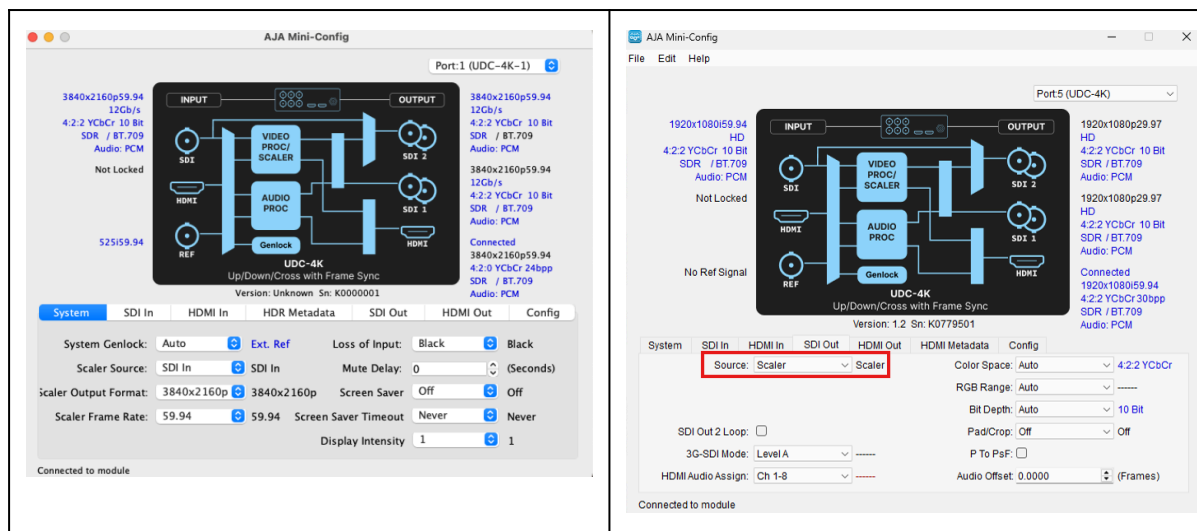 AJA Mini-Config
Port:1 (UDC-4K-1)
3840x2160p59.94
12Gb/s
4:2:2 YCbCr 10 Bit
SDR / BT.709
Audio: PCM
Not Locked
525i59.94
INPUT
OUTPUT
SDI
HDMI
REF
VIDEO
PROC/
SCALER
AUDIO
PROC
Genlock
SDI 2
SDI 1
HDMI
UDC-4K
Up/Down/Cross with Frame Sync
3840x2160p59.94
12Gb/s
4:2:2 YCbCr 10 Bit
SDR / BT.709
Audio: PCM
3840x2160p59.94
12Gb/s
4:2:2 YCbCr 10 Bit
SDR / BT.709
Audio: PCM
Connected
3840x2160p59.94
4:2:0 YCbCr 24bpp
SDR / BT.709
Audio: PCM
Version: Unknown Sn: K0000001
System SDI In HDMI In HDR Metadata SDI Out HDMI Out Config
System Genlock: Auto Ext. Ref Loss of Input: Black Black
Scaler Source: SDI In SDI In Mute Delay: 0 (Seconds)
Scaler Output Format: 3840x2160p 3840x2160p Screen Saver Off Off
Scaler Frame Rate: 59.94 59.94 Screen Saver Timeout Never Never
Display Intensity 1 1
Connected to module
AJA Mini-Config
File Edit Help
Port:5 (UDC-4K)
1920x1080i59.94
HD
4:2:2 YCbCr 10 Bit
SDR / BT.709
Audio: PCM
Not Locked
No Ref Signal
INPUT
OUTPUT
SDI
HDMI
REF
VIDEO
PROC/
SCALER
AUDIO
PROC
Genlock
SDI 2
SDI 1
HDMI
UDC-4K
Up/Down/Cross with Frame Sync
1920x1080p29.97
HD
4:2:2 YCbCr 10 Bit
SDR / BT.709
Audio: PCM
1920x1080p29.97
HD
4:2:2 YCbCr 10 Bit
SDR / BT.709
Audio: PCM
Connected
1920x1080i59.94
4:2:2 YCbCr 30bpp
SDR / BT.709
Audio: PCM
Version: 1.2 Sn: K0779501
System SDI In HDMI In SDI Out HDMI Out HDMI Metadata Config
Source: Scaler Scaler Color Space: Auto 4:2:2 YCbCr
RGB Range: Auto ------
Bit Depth: Auto 10 Bit
SDI Out 2 Loop: Pad/Crop: Off Off
3G-SDI Mode: Level A ------ P To PsF:
HDMI Audio Assign: Ch 1-8 ------ Audio Offset: 0.0000 (Frames)
Connected to module